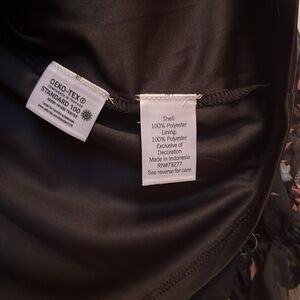 OEKO-TEX®
STANDARD 100
Shell:
100% Polyester
Lining:
100% Polyester
Exclusive of
Decoration
Made in Indonesia
RN#73277
See reverse for care